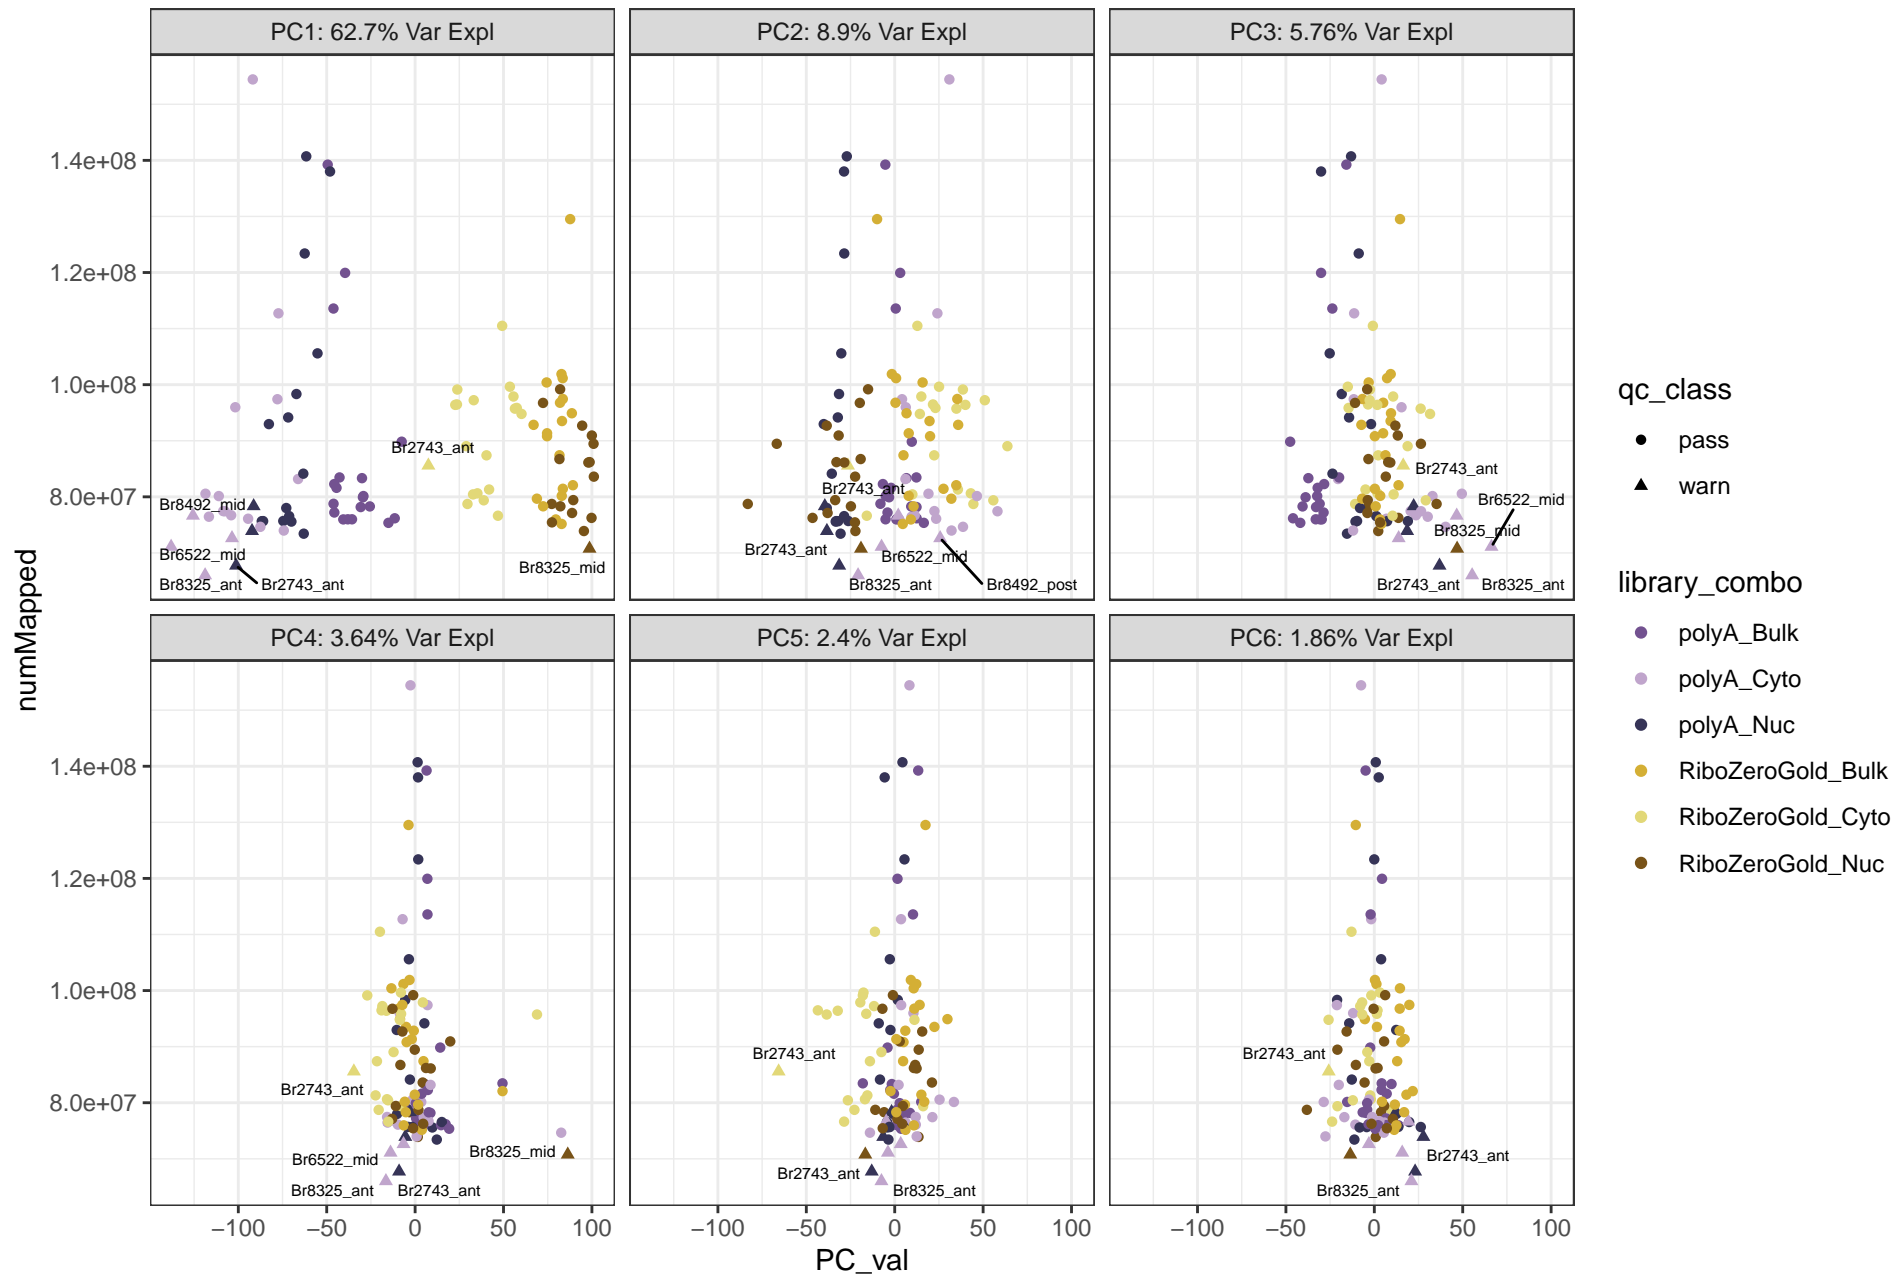 PC1: 62.7% Var Expl
PC2: 8.9% Var Expl
PC3: 5.76% Var Expl
1.4e+08
1.2e+08
1.0e+08
8.0e+07
Br2743_ant
Br8492_mid
Br6522_mid
Br8325_ant
Br2743_ant
Br8325_mid
Br2743_ant
Br2743_ant
Br6522_mid
Br8325_ant
Br8492_post
Br2743_ant
Br6522_mid
Br8325_mid
Br2743_ant
Br8325_ant
PC4: 3.64% Var Expl
PC5: 2.4% Var Expl
PC6: 1.86% Var Expl
1.4e+08
1.2e+08
1.0e+08
8.0e+07
Br2743_ant
Br6522_mid
Br8325_mid
Br8325_ant
Br2743_ant
Br2743_ant
Br2743_ant
Br8325_ant
Br2743_ant
Br2743_ant
Br8325_ant
−100 −50 0 50 100
−100 −50 0 50 100
−100 −50 0 50 100
PC_val
numMapped
qc_class
pass
warn
library_combo
polyA_Bulk
polyA_Cyto
polyA_Nuc
RiboZeroGold_Bulk
RiboZeroGold_Cyto
RiboZeroGold_Nuc